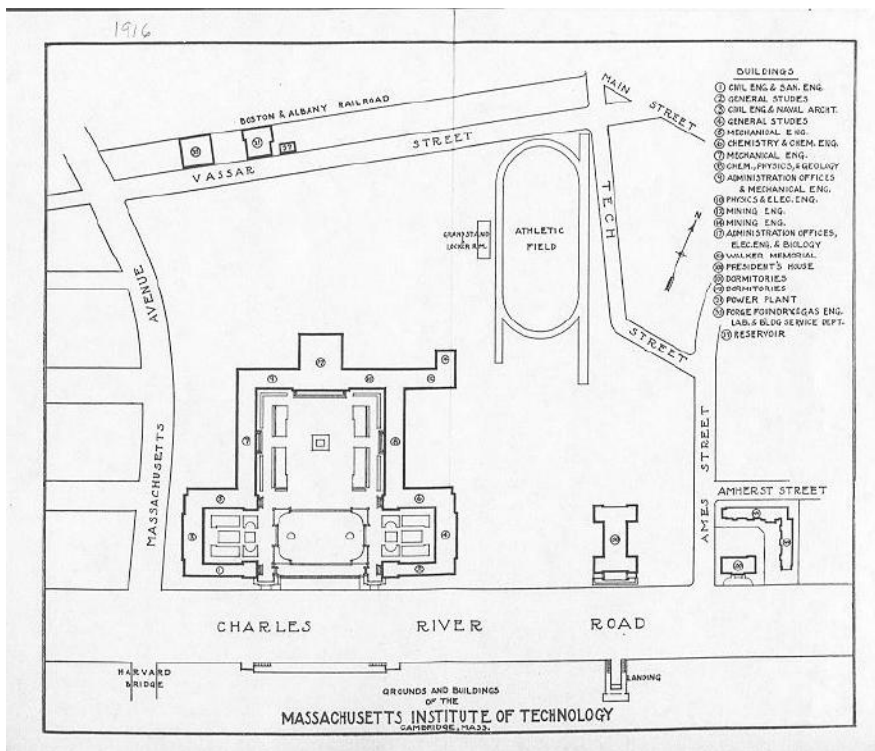 1916
BUILDINGS
① CIVIL ENG & SAN. ENG.
② GENERAL STUDIES
③ CIVIL ENG & NAVAL ARCHT.
④ GENERAL STUDIES
⑤ MECHANICAL ENG.
⑥ CHEMISTRY & CHEM. ENG.
⑦ MECHANICAL ENG.
⑧ CHEM., PHYSICS, & GEOLOGY
⑨ ADMINISTRATION OFFICES
& MECHANICAL ENG.
⑩ PHYSICS & ELEC. ENG.
MINING ENG.
MINING ENG.
ADMINISTRATION OFFICES,
ELEC. ENG. & BIOLOGY
WALKER MEMORIAL
PRESIDENT'S HOUSE
DORMITORIES
DORMITORIES
POWER PLANT
FORGE FOUNDRY & GAS ENG.
LAB. & BLDG SERVICE DEPT.
RESERVOIR
MAIN
STREET
BOSTON & ALBANY RAILROAD
VASSAR STREET
TECH
STREET
N
GRANDSTAND
LOCKER RM.
ATHLETIC
FIELD
MASSACHUSETTS AVENUE
AMES STREET
AMHERST STREET
CHARLES RIVER ROAD
HARVARD
BRIDGE
LANDING
GROUNDS AND BUILDINGS
OF THE
MASSACHUSETTS INSTITUTE OF TECHNOLOGY
CAMBRIDGE, MASS.